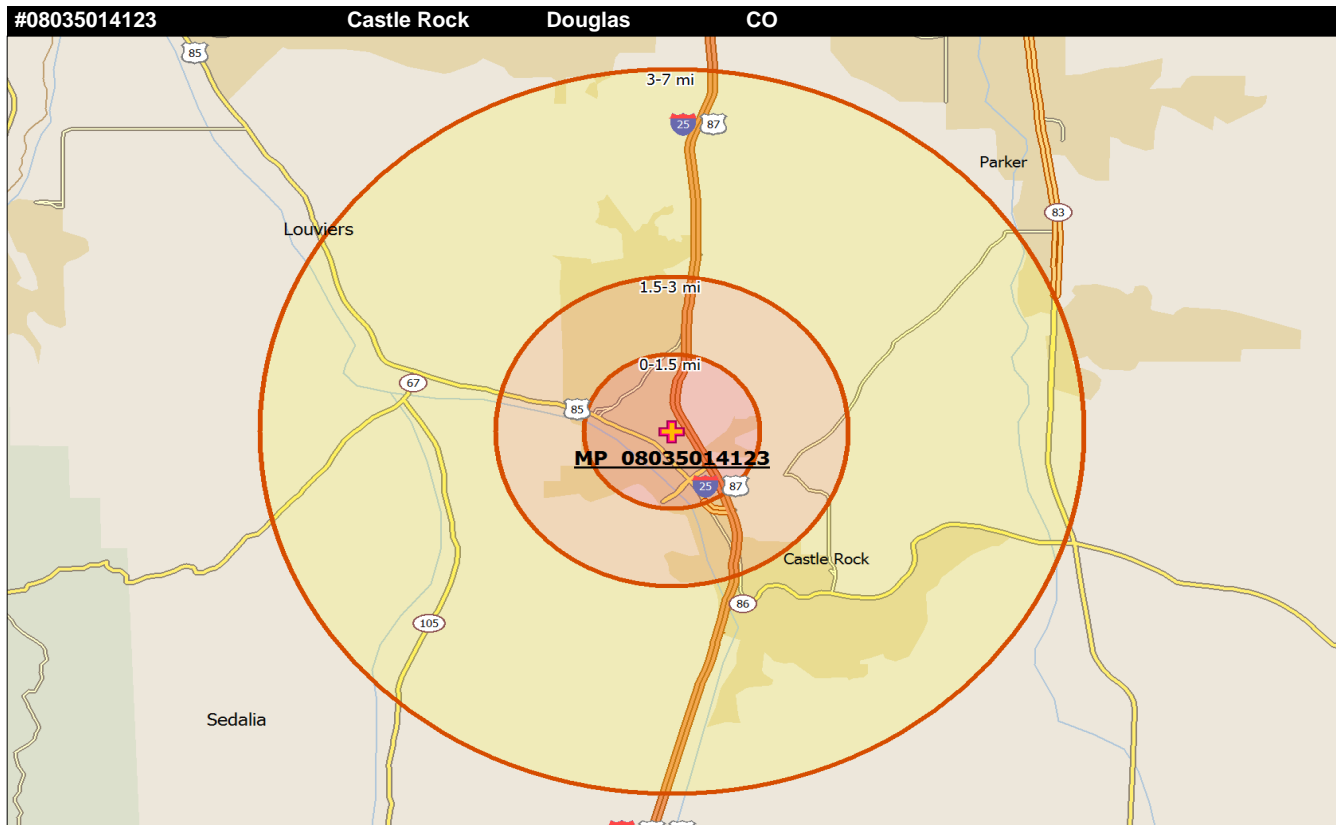 #08035014123 Castle Rock Douglas CO
85
3-7 mi
25 87
Parker
83
Louviers
1.5-3 mi
0-1.5 mi
67
85
MP 08035014123
25 87
Castle Rock
86
105
Sedalia